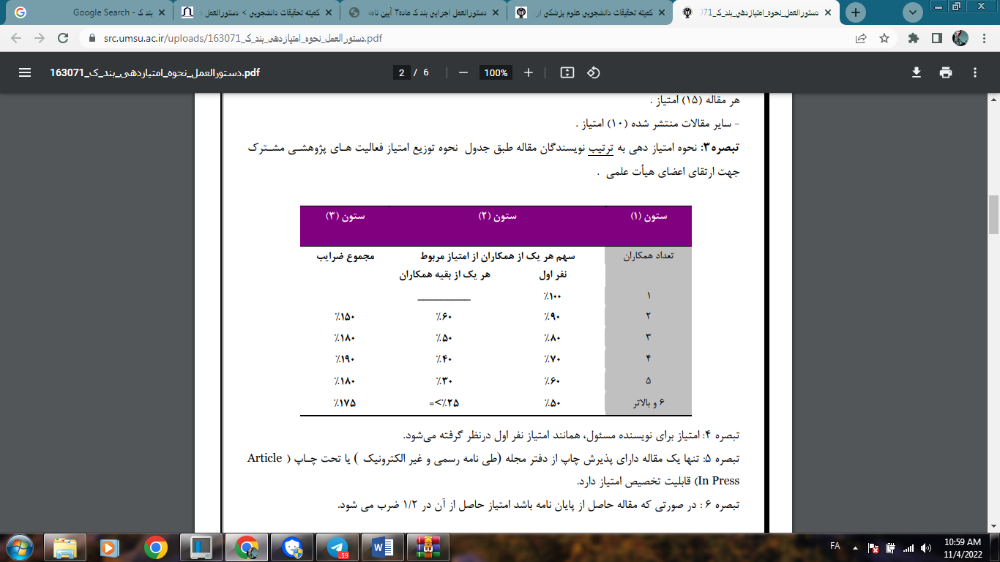 بند ک - Google Search
کمیته تحقیقات دانشجویی > دستورالعمل د
دستورالعمل اجرایی بند ک ماده۲ آیین نامه
کمیته تحقیقات دانشجویی علوم پزشکی ار
دستورالعمل_نحوه_امتیازدهی_بند_ک_163071
src.umsu.ac.ir/uploads/163071_دستورالعمل_نحوه_امتیازدهی_بند_ک.pdf
163071_دستورالعمل_نحوه_امتیازدهی_بند_ک.pdf
2 / 6
100%
هر مقاله (۱۵) امتیاز .
- سایر مقالات منتشر شده (۱۰) امتیاز .
تبصره۳: نحوه امتیاز دهی به ترتیب نویسندگان مقاله طبق جدول نحوه توزیع امتیاز فعالیت هـای پژوهشـی مشـترک
جهت ارتقای اعضای هیأت علمی .
ستون (۱) ستون (۲) ستون (۳)
تعداد همکاران سهم هر یک از همکاران از امتیاز مربوط مجموع ضرایب
نفر اول هر یک از بقیه همکاران
۱ ۱۰۰٪ __________
۲ ۹۰٪ ۶۰٪ ۱۵۰٪
۳ ۸۰٪ ۵۰٪ ۱۸۰٪
۴ ۷۰٪ ۴۰٪ ۱۹۰٪
۵ ۶۰٪ ۳۰٪ ۱۸۰٪
۶ و بالاتر ۵۰٪ =<٪۲۵ ۱۷۵٪
تبصره ۴: امتیاز برای نویسنده مسئول، همانند امتیاز نفر اول درنظر گرفته می‌شود.
تبصره ۵: تنها یک مقاله دارای پذیرش چاپ از دفتر مجله (طی نامه رسمی و غیر الکترونیک ) یا تحت چـاپ ( Article
In Press) قابلیت تخصیص امتیاز دارد.
تبصره ۶ : در صورتی که مقاله حاصل از پایان نامه باشد امتیاز حاصل از آن در ۱/۲ ضرب می شود.
.59
FA
10:59 AM
11/4/2022